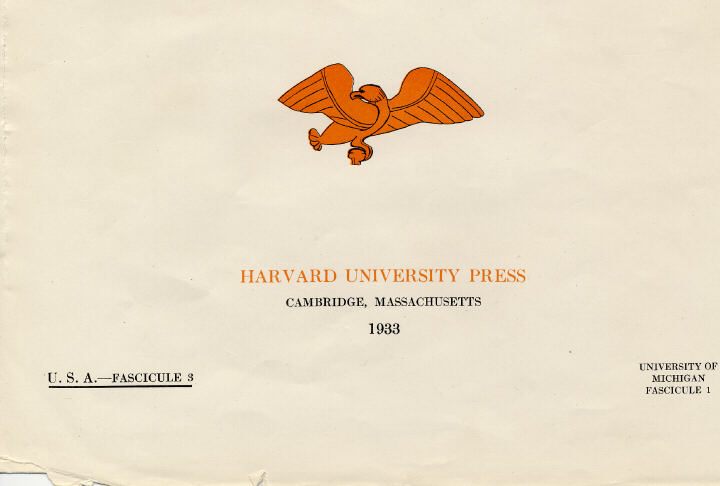 HARVARD UNIVERSITY PRESS
CAMBRIDGE, MASSACHUSETTS
1933
U. S. A.—FASCICULE 3
UNIVERSITY OF
MICHIGAN
FASCICULE 1